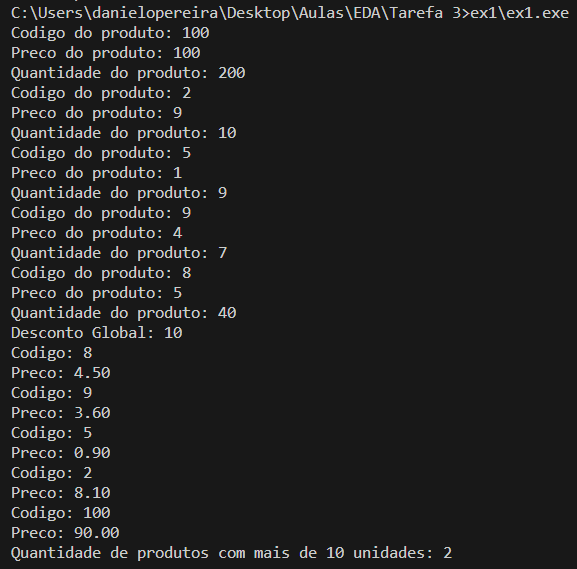 C:\Users\danielopereira\Desktop\Aulas\EDA\Tarefa 3>ex1\ex1.exe
Codigo do produto: 100
Preco do produto: 100
Quantidade do produto: 200
Codigo do produto: 2
Preco do produto: 9
Quantidade do produto: 10
Codigo do produto: 5
Preco do produto: 1
Quantidade do produto: 9
Codigo do produto: 9
Preco do produto: 4
Quantidade do produto: 7
Codigo do produto: 8
Preco do produto: 5
Quantidade do produto: 40
Desconto Global: 10
Codigo: 8
Preco: 4.50
Codigo: 9
Preco: 3.60
Codigo: 5
Preco: 0.90
Codigo: 2
Preco: 8.10
Codigo: 100
Preco: 90.00
Quantidade de produtos com mais de 10 unidades: 2